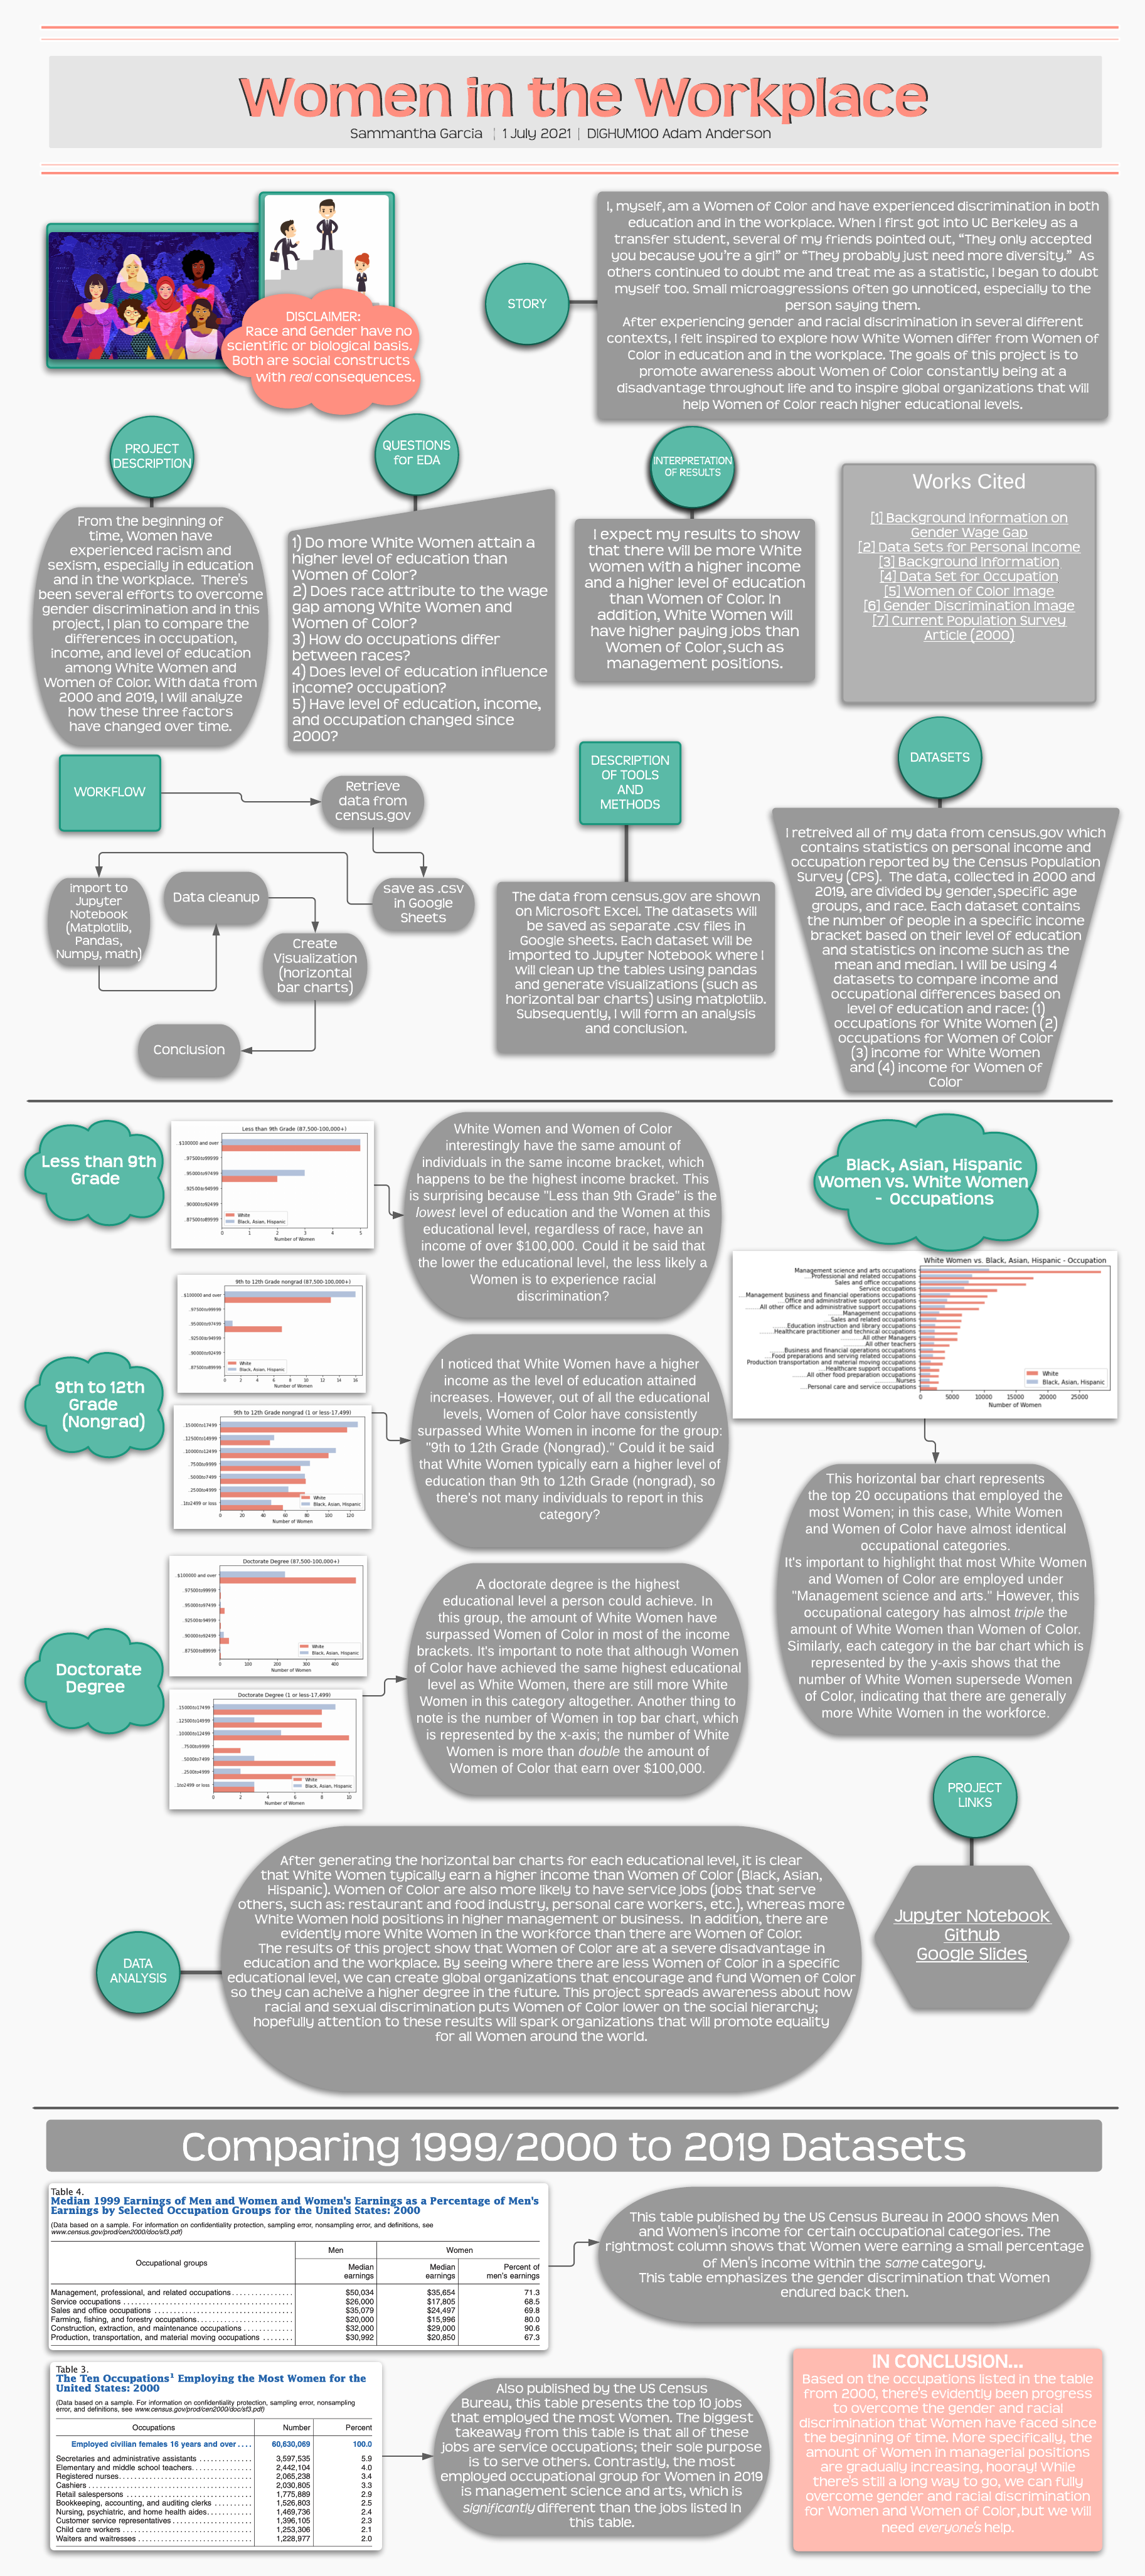 Women in the Workplace
Sammantha Garcia | 1 July 2021 | DIGHUM100 Adam Anderson
DISCLAIMER:
Race and Gender have no
scientific or biological basis.
Both are social constructs
with real consequences.
STORY
I, myself, am a Women of Color and have experienced discrimination in both
education and in the workplace. When I first got into UC Berkeley as a
transfer student, several of my friends pointed out, “They only accepted
you because you're a girl” or “They probably just need more diversity.” As
others continued to doubt me and treat me as a statistic, I began to doubt
myself too. Small microaggressions often go unnoticed, especially to the
person saying them.
After experiencing gender and racial discrimination in several different
contexts, I felt inspired to explore how White Women differ from Women of
Color in education and in the workplace. The goals of this project is to
promote awareness about Women of Color constantly being at a
disadvantage throughout life and to inspire global organizations that will
help Women of Color reach higher educational levels.
PROJECT
DESCRIPTION
From the beginning of
time, Women have
experienced racism and
sexism, especially in education
and in the workplace. There's
been several efforts to overcome
gender discrimination and in this
project, I plan to compare the
differences in occupation,
income, and level of education
among White Women and
Women of Color. With data from
2000 and 2019, I will analyze
how these three factors
have changed over time.
QUESTIONS
for EDA
1) Do more White Women attain a
higher level of education than
Women of Color?
2) Does race attribute to the wage
gap among White Women and
Women of Color?
3) How do occupations differ
between races?
4) Does level of education influence
income? occupation?
5) Have level of education, income,
and occupation changed since
2000?
INTERPRETATION
OF RESULTS
I expect my results to show
that there will be more White
women with a higher income
and a higher level of education
than Women of Color. In
addition, White Women will
have higher paying jobs than
Women of Color, such as
management positions.
Works Cited
[1] Background Information on
Gender Wage Gap
[2] Data Sets for Personal Income
[3] Background Information
[4] Data Set for Occupation
[5] Women of Color Image
[6] Gender Discrimination Image
[7] Current Population Survey
Article (2000)
WORKFLOW
Retrieve
data from
census.gov
save as .csv
in Google
Sheets
import to
Jupyter
Notebook
(Matplotlib,
Pandas,
Numpy, math)
Data cleanup
Create
Visualization
(horizontal
bar charts)
Conclusion
DESCRIPTION
OF TOOLS
AND
METHODS
The data from census.gov are shown
on Microsoft Excel. The datasets will
be saved as separate .csv files in
Google sheets. Each dataset will be
imported to Jupyter Notebook where I
will clean up the tables using pandas
and generate visualizations (such as
horizontal bar charts) using matplotlib.
Subsequently, I will form an analysis
and conclusion.
DATASETS
I retreived all of my data from census.gov which
contains statistics on personal income and
occupation reported by the Census Population
Survey (CPS). The data, collected in 2000 and
2019, are divided by gender, specific age
groups, and race. Each dataset contains
the number of people in a specific income
bracket based on their level of education
and statistics on income such as the
mean and median. I will be using 4
datasets to compare income and
occupational differences based on
level of education and race: (1)
occupations for White Women (2)
occupations for Women of Color
(3) income for White Women
and (4) income for Women of
Color
Less than 9th
Grade
Less than 9th Grade (87,500-100,000+)
.$100000 and over
.97500to99999
.95000to97499
.92500to94999
.90000to92499
.87500to89999
White
Black, Asian, Hispanic
0 1 2 3 4 5
Number of Women
White Women and Women of Color
interestingly have the same amount of
individuals in the same income bracket, which
happens to be the highest income bracket. This
is surprising because "Less than 9th Grade" is the
lowest level of education and the Women at this
educational level, regardless of race, have an
income of over $100,000. Could it be said that
the lower the educational level, the less likely a
Women is to experience racial
discrimination?
9th to 12th
Grade
(Nongrad)
9th to 12th Grade nongrad (87,500-100,000+)
.$100000 and over
.97500to99999
.95000to97499
.92500to94999
.90000to92499
.87500to89999
White
Black, Asian, Hispanic
0 2 4 6 8 10 12 14 16
Number of Women
9th to 12th Grade nongrad (1 or less-17,499)
.15000to17499
.12500to14999
.10000to12499
.7500to9999
.5000to7499
.2500to4999
.1to2499 or loss
White
Black, Asian, Hispanic
0 20 40 60 80 100 120
Number of Women
I noticed that White Women have a higher
income as the level of education attained
increases. However, out of all the educational
levels, Women of Color have consistently
surpassed White Women in income for the group:
"9th to 12th Grade (Nongrad)." Could it be said
that White Women typically earn a higher level of
education than 9th to 12th Grade (nongrad), so
there's not many individuals to report in this
category?
Doctorate
Degree
Doctorate Degree (87,500-100,000+)
.$100000 and over
.97500to99999
.95000to97499
.92500to94999
.90000to92499
.87500to89999
White
Black, Asian, Hispanic
0 100 200 300 400
Number of Women
Doctorate Degree (1 or less-17,499)
.15000to17499
.12500to14999
.10000to12499
.7500to9999
.5000to7499
.2500to4999
.1to2499 or loss
White
Black, Asian, Hispanic
0 2 4 6 8 10
Number of Women
A doctorate degree is the highest
educational level a person could achieve. In
this group, the amount of White Women have
surpassed Women of Color in most of the income
brackets. It's important to note that although Women
of Color have achieved the same highest educational
level as White Women, there are still more White
Women in this category altogether. Another thing to
note is the number of Women in top bar chart, which
is represented by the x-axis; the number of White
Women is more than double the amount of
Women of Color that earn over $100,000.
Black, Asian, Hispanic
Women vs. White Women
- Occupations
White Women vs. Black, Asian, Hispanic - Occupation
Management science and arts occupations
Professional and related occupations
Sales and office occupations
Service occupations
Management business and financial operations occupations
Office and administrative support occupations
All other office and administrative support occupations
Management occupations
Sales and related occupations
Education instruction and library occupations
Healthcare practitioner and technical occupations
All other Managers
All other teachers
Business and financial operations occupations
Food preparations and serving related occupations
Production transportation and material moving occupations
Healthcare support occupations
All other food preparation occupations
Nurses
Personal care and service occupations
White
Black, Asian, Hispanic
0 5000 10000 15000 20000 25000
Number of Women
This horizontal bar chart represents
the top 20 occupations that employed the
most Women; in this case, White Women
and Women of Color have almost identical
occupational categories.
It's important to highlight that most White Women
and Women of Color are employed under
"Management science and arts." However, this
occupational category has almost triple the
amount of White Women than Women of Color.
Similarly, each category in the bar chart which is
represented by the y-axis shows that the
number of White Women supersede Women
of Color, indicating that there are generally
more White Women in the workforce.
PROJECT
LINKS
Jupyter Notebook
Github
Google Slides
DATA
ANALYSIS
After generating the horizontal bar charts for each educational level, it is clear
that White Women typically earn a higher income than Women of Color (Black, Asian,
Hispanic). Women of Color are also more likely to have service jobs (jobs that serve
others, such as: restaurant and food industry, personal care workers, etc.), whereas more
White Women hold positions in higher management or business. In addition, there are
evidently more White Women in the workforce than there are Women of Color.
The results of this project show that Women of Color are at a severe disadvantage in
education and the workplace. By seeing where there are less Women of Color in a specific
educational level, we can create global organizations that encourage and fund Women of Color
so they can acheive a higher degree in the future. This project spreads awareness about how
racial and sexual discrimination puts Women of Color lower on the social hierarchy;
hopefully attention to these results will spark organizations that will promote equality
for all Women around the world.
Comparing 1999/2000 to 2019 Datasets
Table 4.
Median 1999 Earnings of Men and Women and Women's Earnings as a Percentage of Men's
Earnings by Selected Occupation Groups for the United States: 2000
(Data based on a sample. For information on confidentiality protection, sampling error, nonsampling error, and definitions, see
www.census.gov/prod/cen2000/doc/sf3.pdf)
Occupational groups Men Women
Median earnings Median earnings Percent of men's earnings
Management, professional, and related occupations $50,034 $35,654 71.3
Service occupations $26,000 $17,805 68.5
Sales and office occupations $35,079 $24,497 69.8
Farming, fishing, and forestry occupations $20,000 $15,996 80.0
Construction, extraction, and maintenance occupations $32,000 $29,000 90.6
Production, transportation, and material moving occupations $30,992 $20,850 67.3
This table published by the US Census Bureau in 2000 shows Men
and Women's income for certain occupational categories. The
rightmost column shows that Women were earning a small percentage
of Men's income within the same category.
This table emphasizes the gender discrimination that Women
endured back then.
Table 3.
The Ten Occupations1 Employing the Most Women for the
United States: 2000
(Data based on a sample. For information on confidentiality protection, sampling error, nonsampling
error, and definitions, see www.census.gov/prod/cen2000/doc/sf3.pdf)
Occupations Number Percent
Employed civilian females 16 years and over 60,630,069 100.0
Secretaries and administrative assistants 3,597,535 5.9
Elementary and middle school teachers 2,442,104 4.0
Registered nurses 2,065,238 3.4
Cashiers 2,030,805 3.3
Retail salespersons 1,775,889 2.9
Bookkeeping, accounting, and auditing clerks 1,526,803 2.5
Nursing, psychiatric, and home health aides 1,469,736 2.4
Customer service representatives 1,396,105 2.3
Child care workers 1,253,306 2.1
Waiters and waitresses 1,228,977 2.0
Also published by the US Census
Bureau, this table presents the top 10 jobs
that employed the most Women. The biggest
takeaway from this table is that all of these
jobs are service occupations; their sole purpose
is to serve others. Contrastly, the most
employed occupational group for Women in 2019
is management science and arts, which is
significantly different than the jobs listed in
this table.
IN CONCLUSION...
Based on the occupations listed in the table
from 2000, there's evidently been progress
to overcome the gender and racial
discrimination that Women have faced since
the beginning of time. More specifically, the
amount of Women in managerial positions
are gradually increasing, hooray! While
there's still a long way to go, we can fully
overcome gender and racial discrimination
for Women and Women of Color, but we will
need everyone's help.